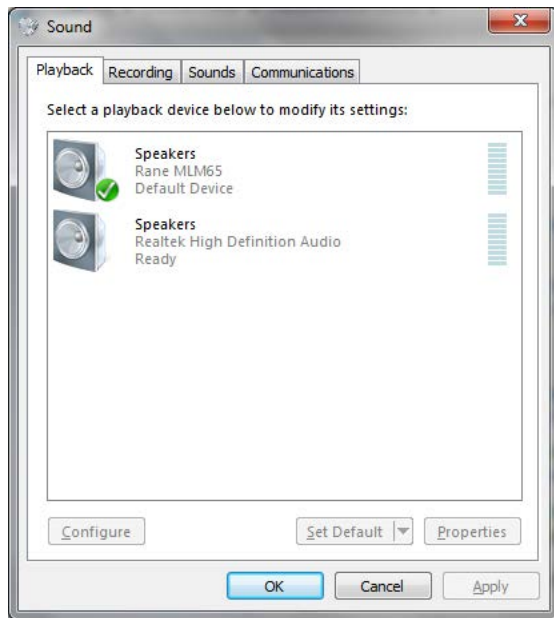 Sound
Playback Recording Sounds Communications
Select a playback device below to modify its settings:
Speakers
Rane MLM65
Default Device
Speakers
Realtek High Definition Audio
Ready
Configure Set Default Properties
OK Cancel Apply